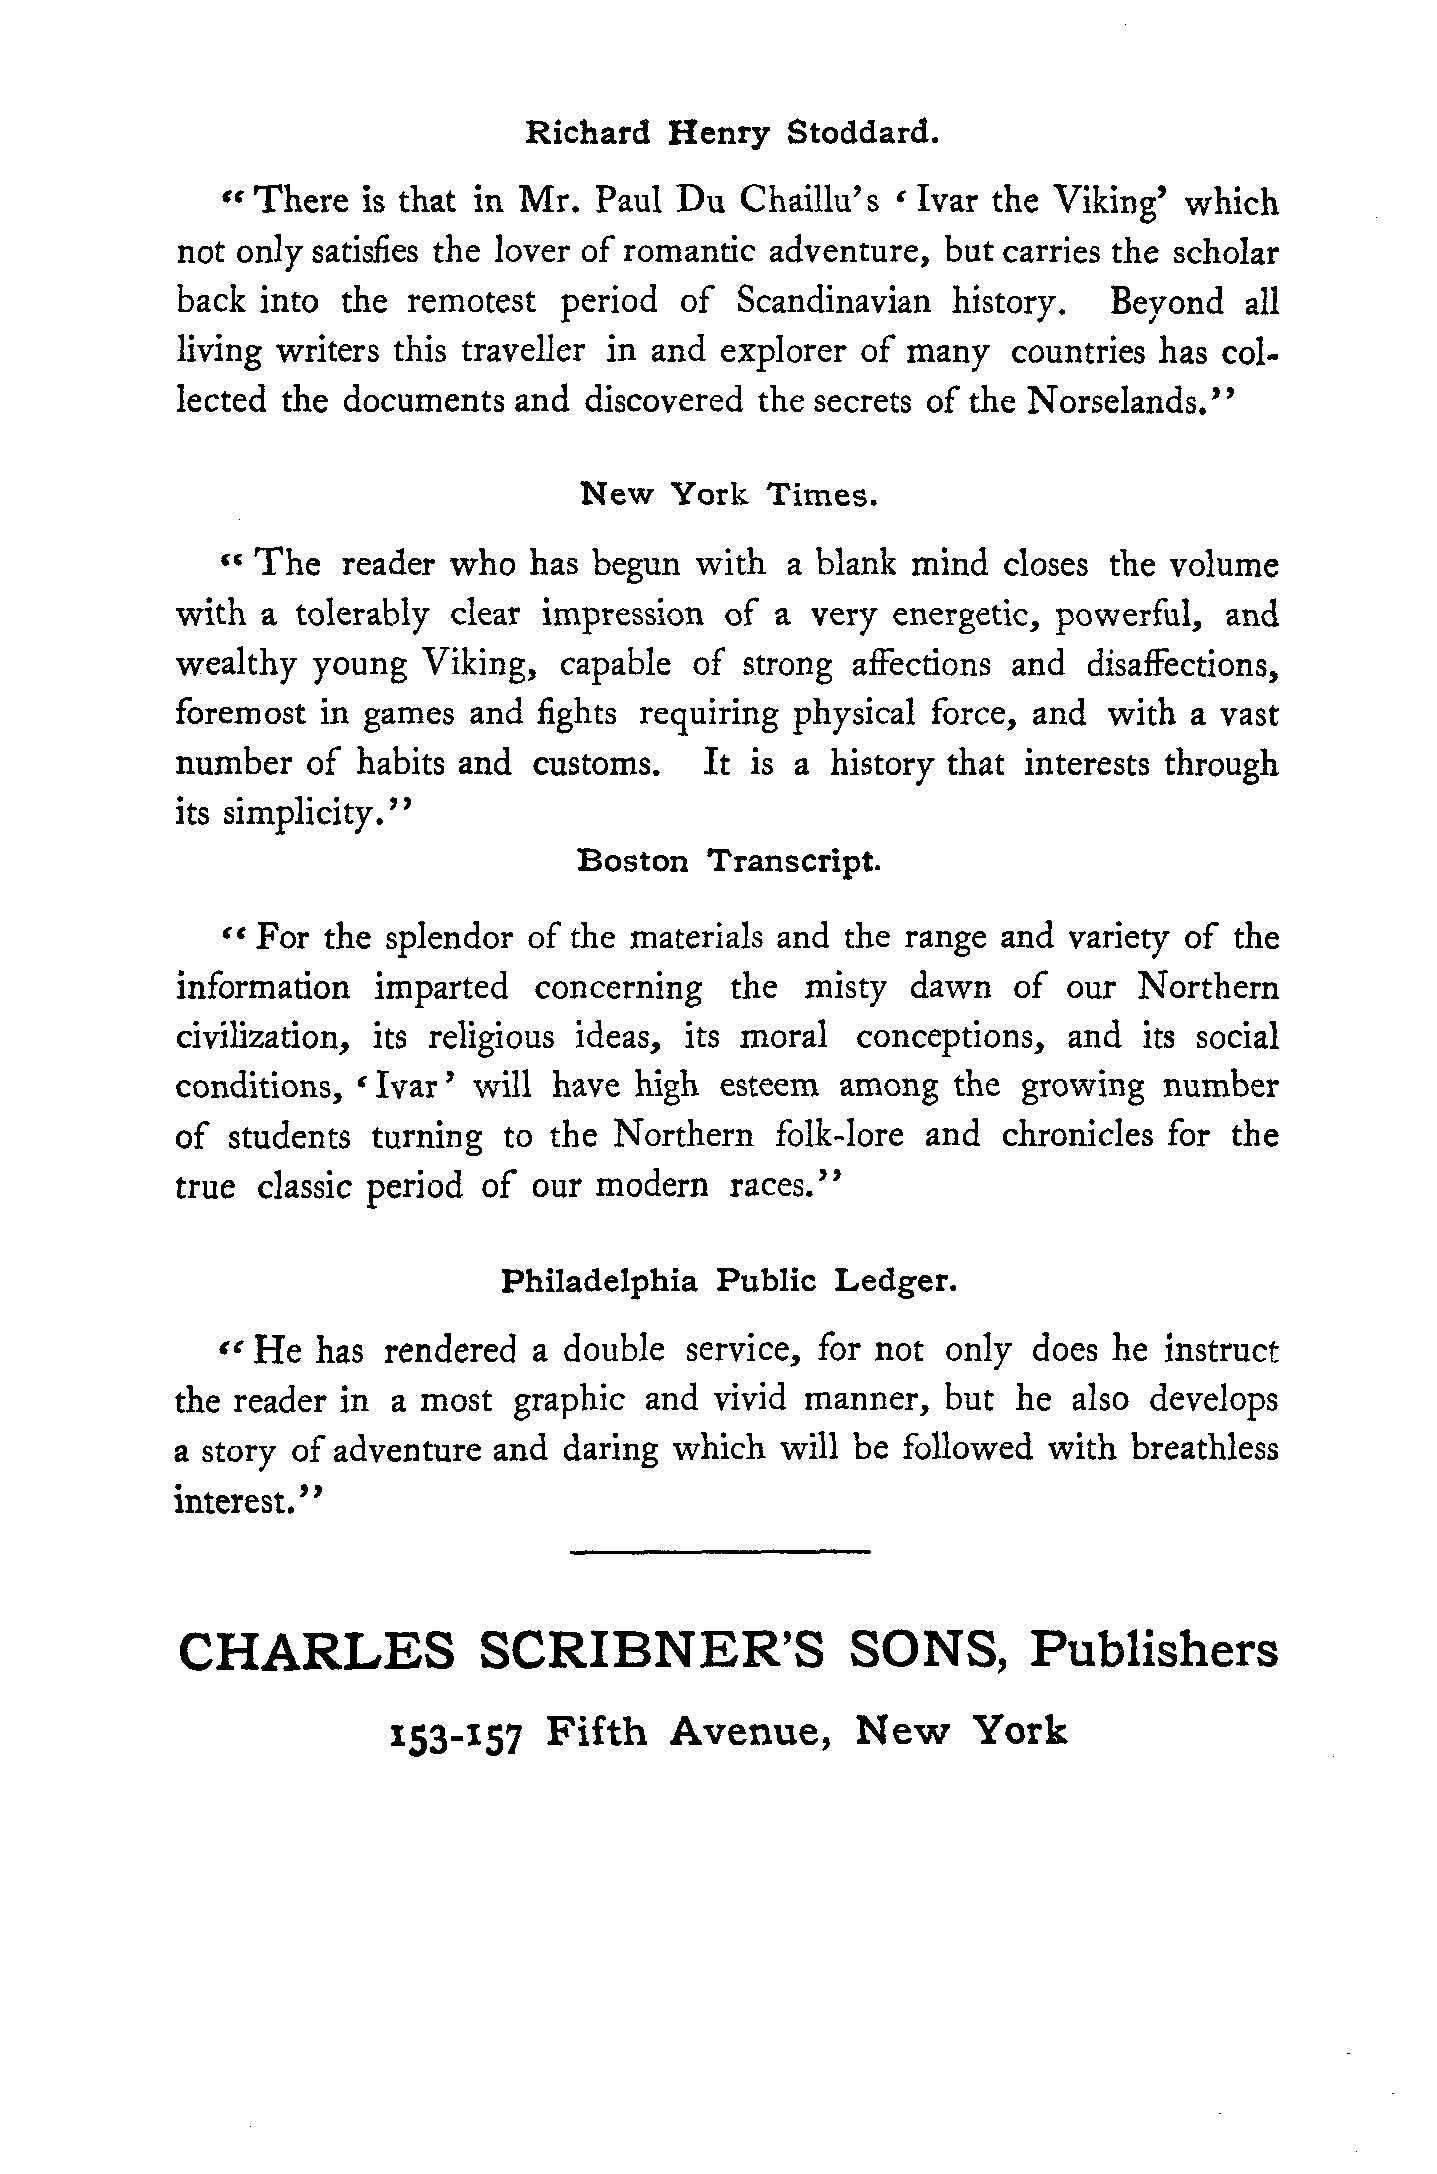 Richard Henry Stoddard.
“ There is that in Mr. Paul Du Chaillu’s ‘ Ivar the Viking’ which
not only satisfies the lover of romantic adventure, but carries the scholar
back into the remotest period of Scandinavian history. Beyond all
living writers this traveller in and explorer of many countries has col-
lected the documents and discovered the secrets of the Norselands.’’
New York Times.
“ The reader who has begun with a blank mind closes the volume
with a tolerably clear impression of a very energetic, powerful, and
wealthy young Viking, capable of strong affections and disaffections,
foremost in games and fights requiring physical force, and with a vast
number of habits and customs. It is a history that interests through
its simplicity.’’
Boston Transcript.
“ For the splendor of the materials and the range and variety of the
information imparted concerning the misty dawn of our Northern
civilization, its religious ideas, its moral conceptions, and its social
conditions, ‘ Ivar ’ will have high esteem among the growing number
of students turning to the Northern folk-lore and chronicles for the
true classic period of our modern races.’’
Philadelphia Public Ledger.
“ He has rendered a double service, for not only does he instruct
the reader in a most graphic and vivid manner, but he also develops
a story of adventure and daring which will be followed with breathless
interest.’’
CHARLES SCRIBNER’S SONS, Publishers
153-157 Fifth Avenue, New York